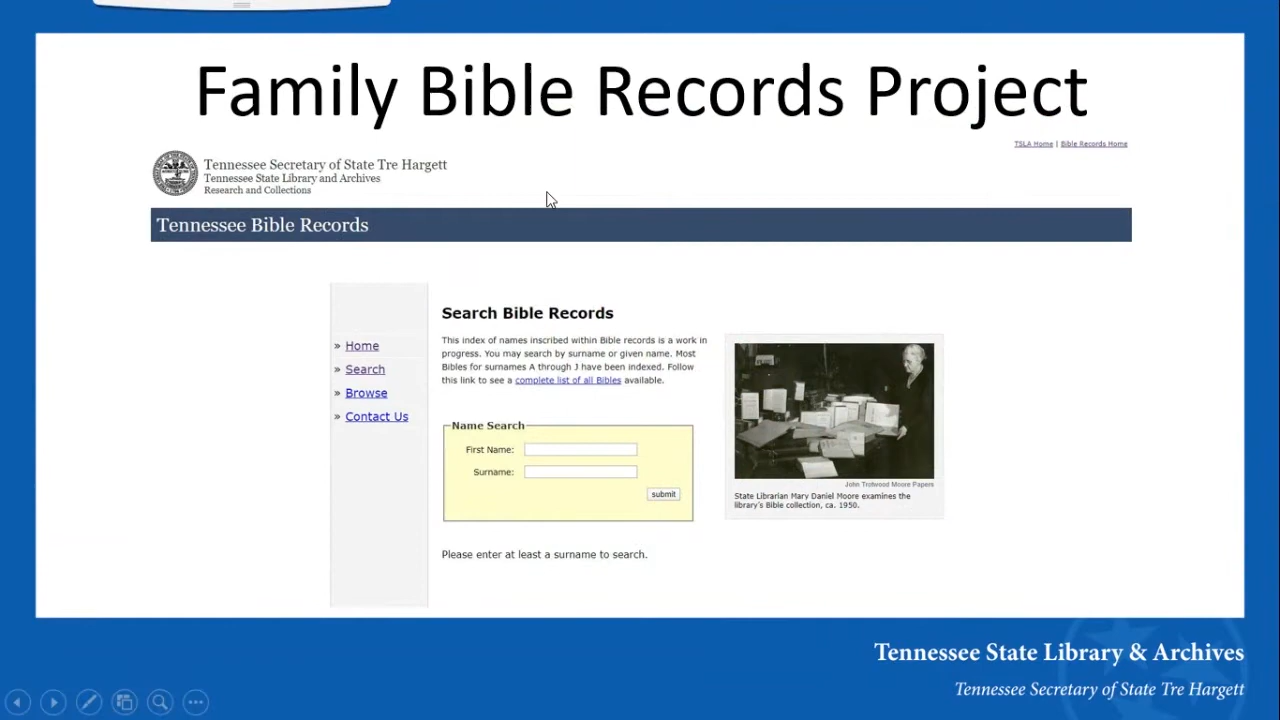 Family Bible Records Project
TSLA Home | Bible Records Home
Tennessee Secretary of State Tre Hargett
Tennessee State Library and Archives
Research and Collections
Tennessee Bible Records
» Home
» Search
» Browse
» Contact Us
Search Bible Records
This index of names inscribed within Bible records is a work in
progress. You may search by surname or given name. Most
Bibles for surnames A through J have been indexed. Follow
this link to see a complete list of all Bibles available.
Name Search
First Name:
Surname:
submit
Please enter at least a surname to search.
John Trotwood Moore Papers
State Librarian Mary Daniel Moore examines the
library's Bible collection, ca. 1950.
Tennessee State Library & Archives
Tennessee Secretary of State Tre Hargett